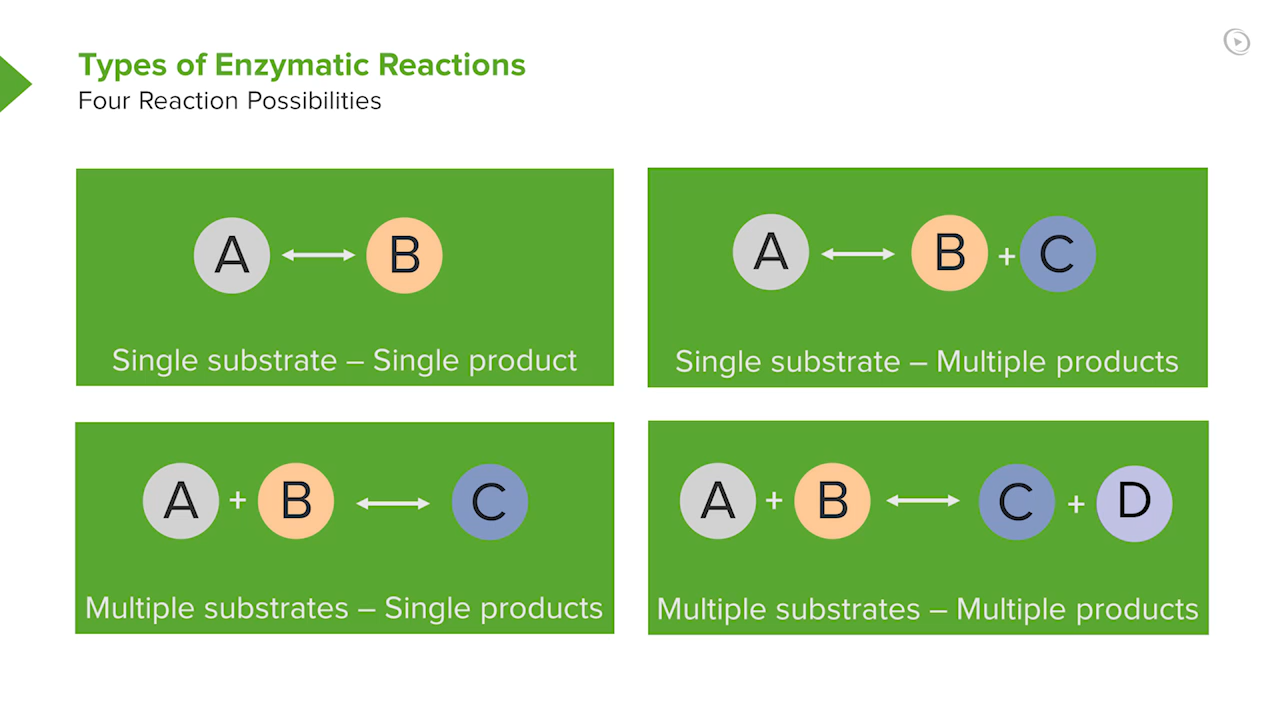 Types of Enzymatic Reactions
Four Reaction Possibilities
A B
Single substrate – Single product
A B + C
Single substrate – Multiple products
A + B C
Multiple substrates – Single products
A + B C + D
Multiple substrates – Multiple products